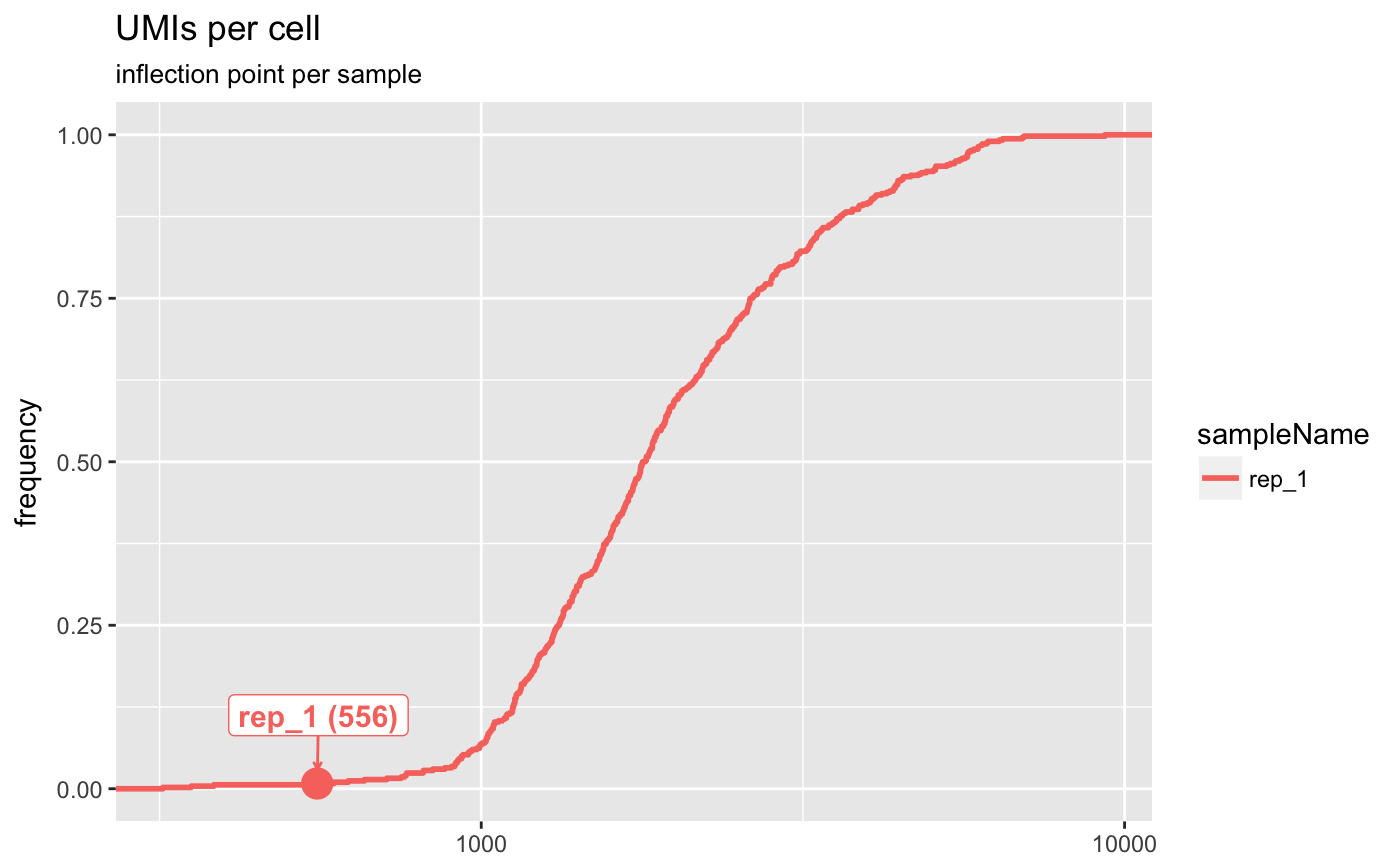 UMIs per cell
inflection point per sample
1.00
0.75
0.50
0.25
0.00
frequency
rep_1 (556)
1000
10000
sampleName
rep_1